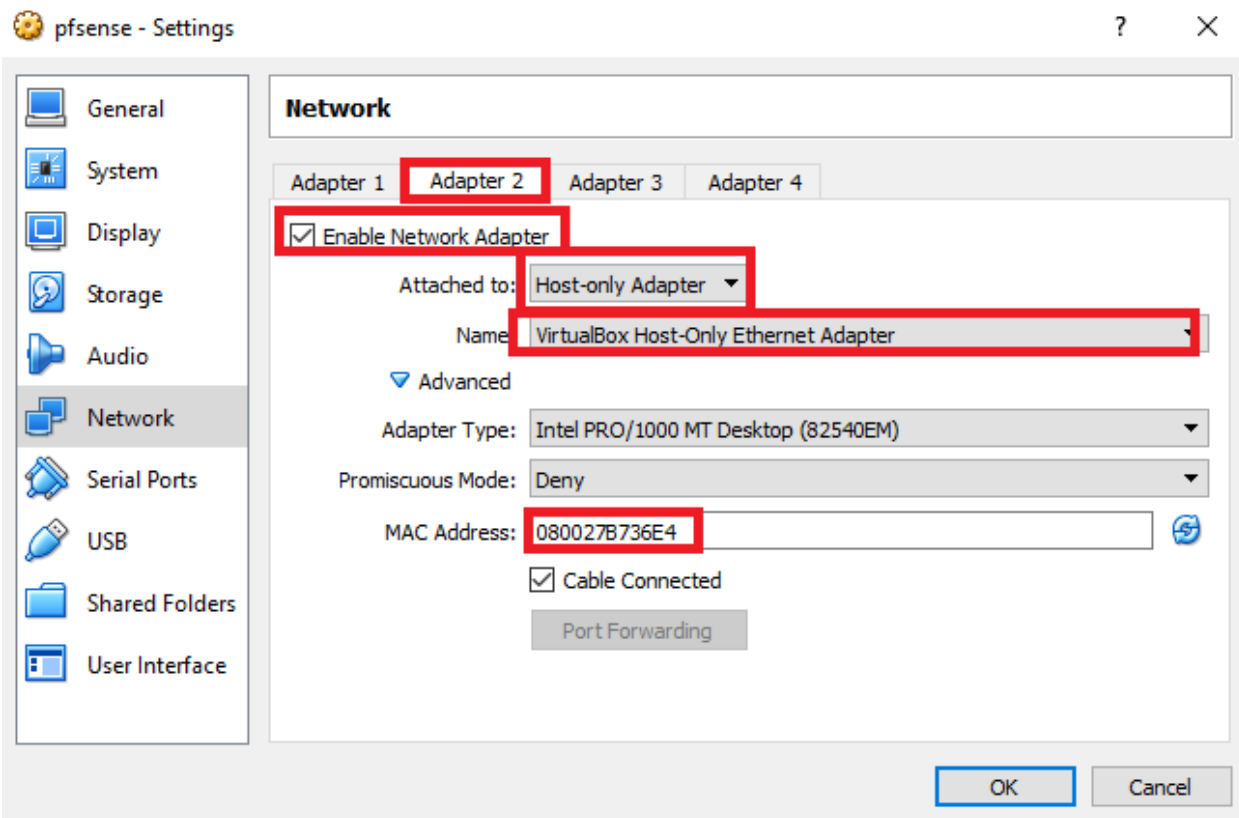 pfsense - Settings
?
General
System
Display
Storage
Audio
Network
Serial Ports
USB
Shared Folders
User Interface
Network
Adapter 1 Adapter 2 Adapter 3 Adapter 4
Enable Network Adapter
Attached to: Host-only Adapter
Name VirtualBox Host-Only Ethernet Adapter
Advanced
Adapter Type: Intel PRO/1000 MT Desktop (82540EM)
Promiscuous Mode: Deny
MAC Address: 080027B736E4
Cable Connected
Port Forwarding
OK Cancel